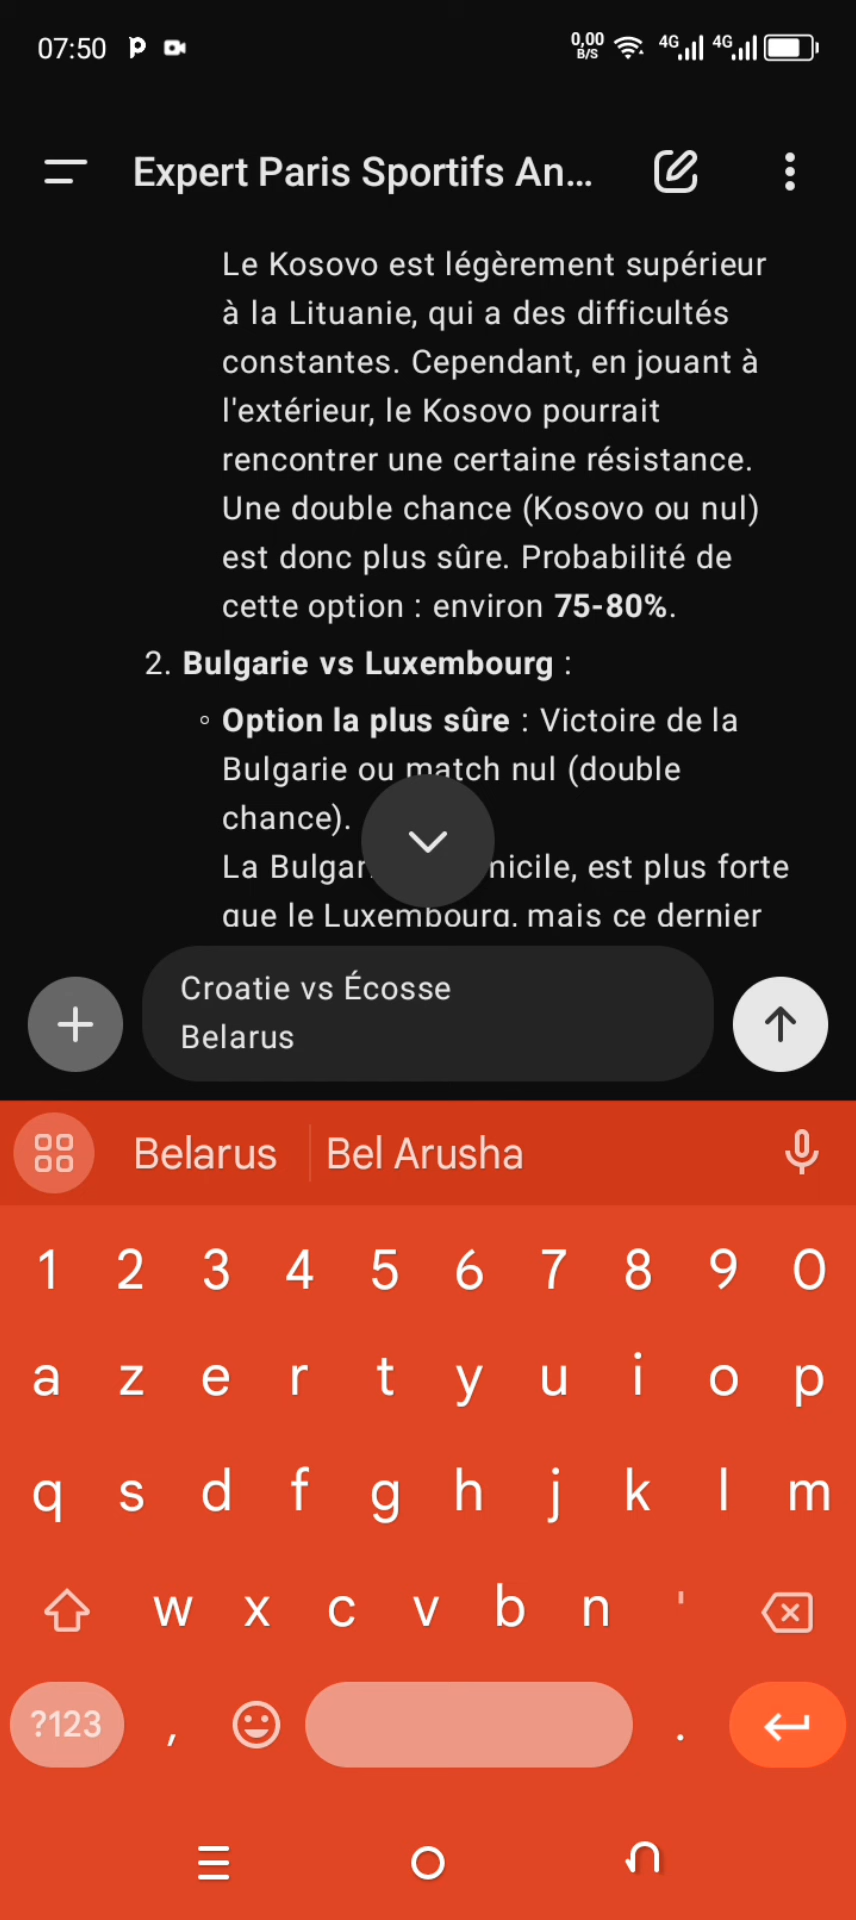 07:50
0,00
B/S
4G
4G
Expert Paris Sportifs An...
Le Kosovo est légèrement supérieur
à la Lituanie, qui a des difficultés
constantes. Cependant, en jouant à
l'extérieur, le Kosovo pourrait
rencontrer une certaine résistance.
Une double chance (Kosovo ou nul)
est donc plus sûre. Probabilité de
cette option : environ 75-80%.
2. Bulgarie vs Luxembourg :
◦ Option la plus sûre : Victoire de la
Bulgarie ou match nul (double
chance).
La Bulgar nicile, est plus forte
que le Luxembourg, mais ce dernier
Croatie vs Écosse
Belarus
Belarus
Bel Arusha
1 2 3 4 5 6 7 8 9 0
a z e r t y u i o p
q s d f g h j k l m
w x c v b n '
?123 , .